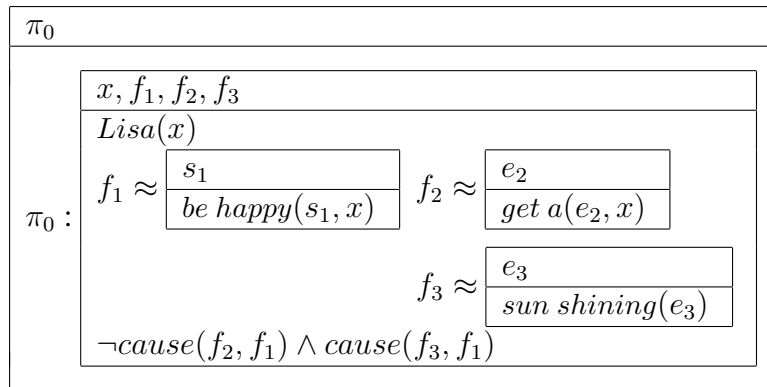 π₀
x, f₁, f₂, f₃
Lisa(x)
s₁ e₂
π₀ : f₁ ≈ be happy(s₁, x) f₂ ≈ get a(e₂, x)
e₃
f₃ ≈ sun shining(e₃)
¬cause(f₂, f₁) ∧ cause(f₃, f₁)